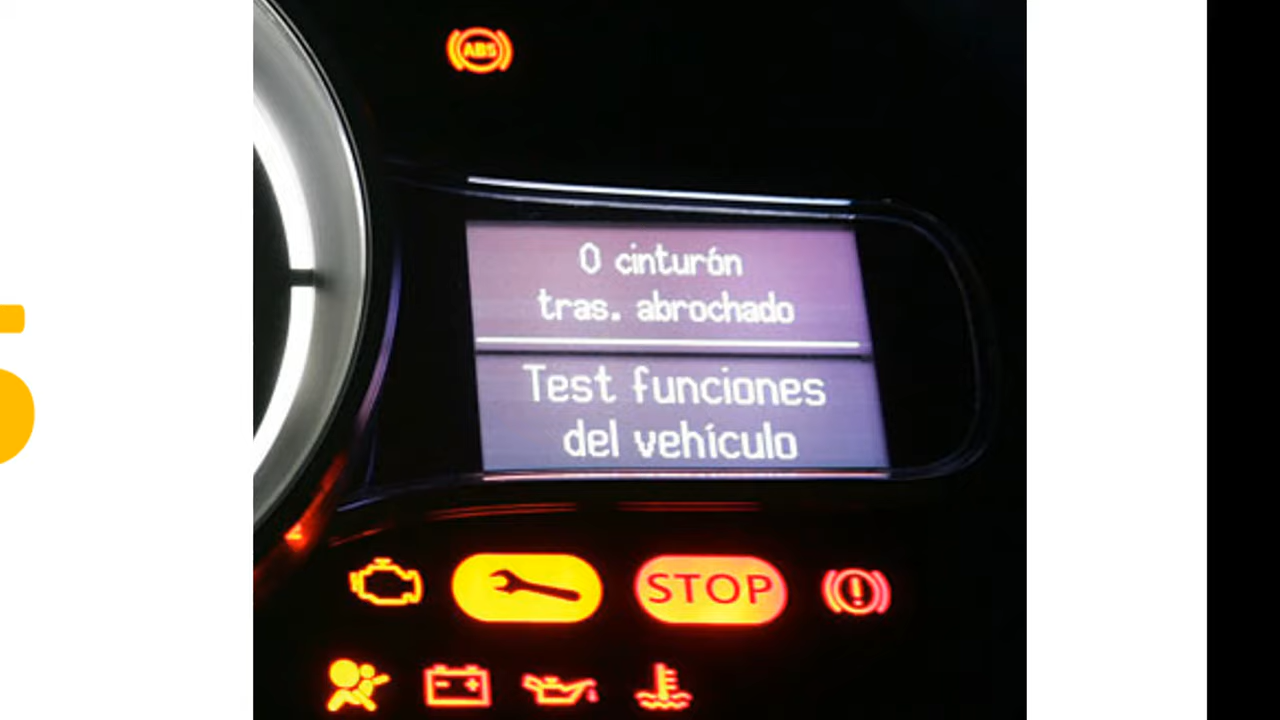 ABS
0 cinturón
tras. abrochado
Test funciones
del vehículo
STOP